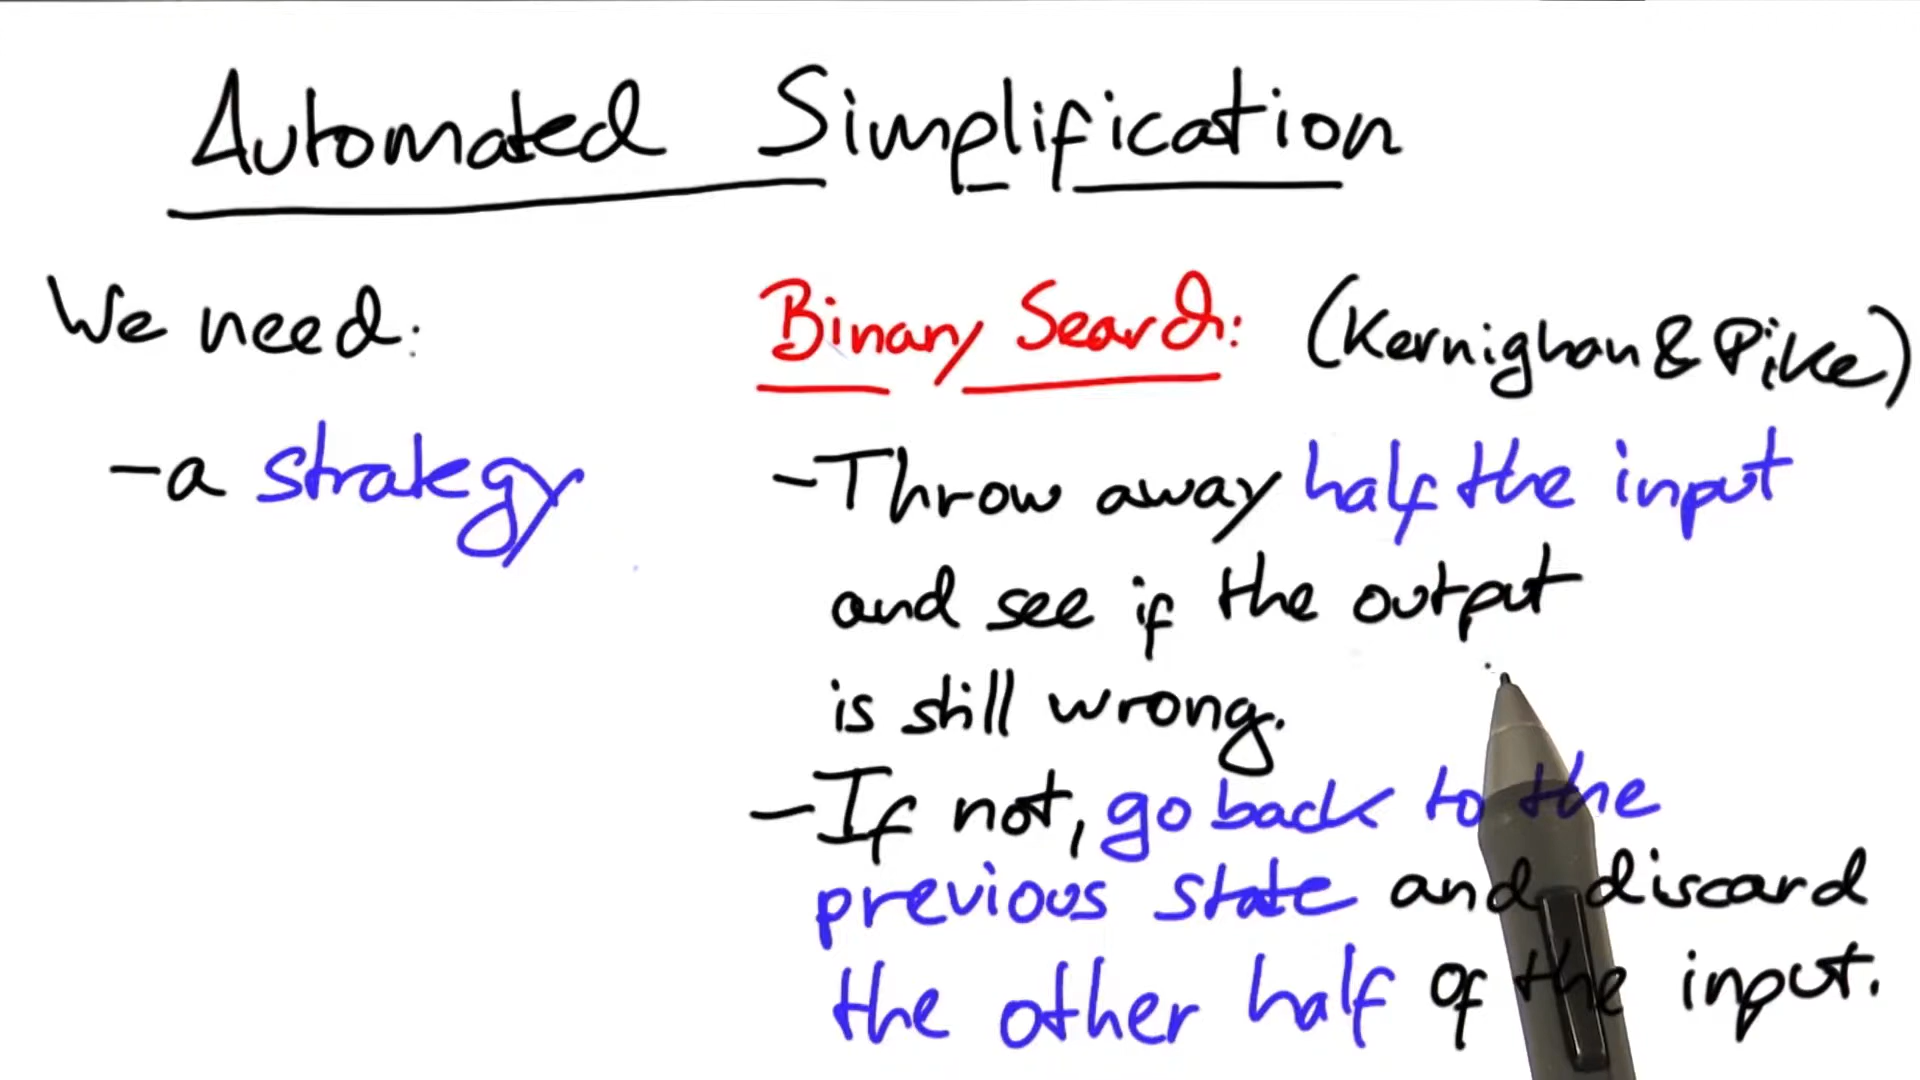 Automated Simplification
We need:
- a strategy
Binary Search: (Kernighan & Pike)
- Throw away half the input
and see if the output
is still wrong.
- If not, go back to the
previous state and discard
the other half of the input.